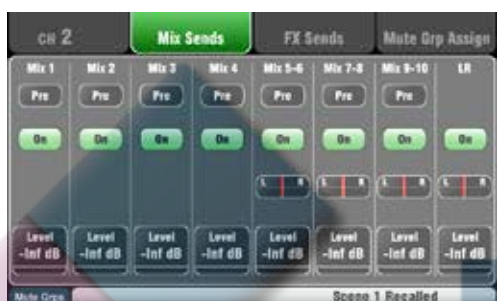 CH 2 Mix Sends FX Sends Mute Grp Assign
Mix 1 Mix 2 Mix 3 Mix 4 Mix 5-6 Mix 7-8 Mix 9-10 LR
Pre Pre Pre Pre Pre Pre Pre
On On On On On On On On
L R L R L R L R
Level Level Level Level Level Level Level Level
-Inf dB -Inf dB -Inf dB -Inf dB -Inf dB -Inf dB -Inf dB -Inf dB
Mute Grps Scene 1 Recalled